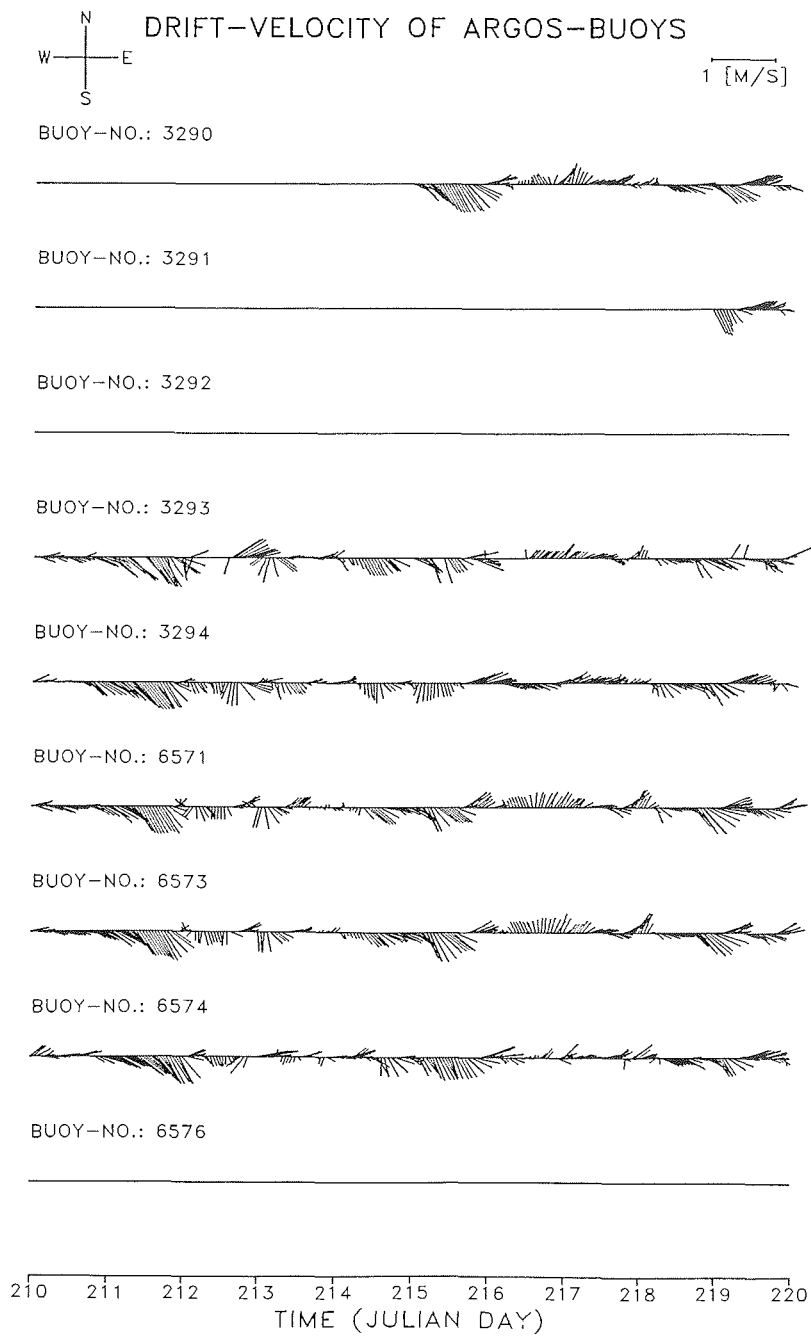 DRIFT-VELOCITY OF ARGOS-BUOYS
N
W E
S
1 [M/S]
BUOY-NO.: 3290
BUOY-NO.: 3291
BUOY-NO.: 3292
BUOY-NO.: 3293
BUOY-NO.: 3294
BUOY-NO.: 6571
BUOY-NO.: 6573
BUOY-NO.: 6574
BUOY-NO.: 6576
210 211 212 213 214 215 216 217 218 219 220
TIME (JULIAN DAY)